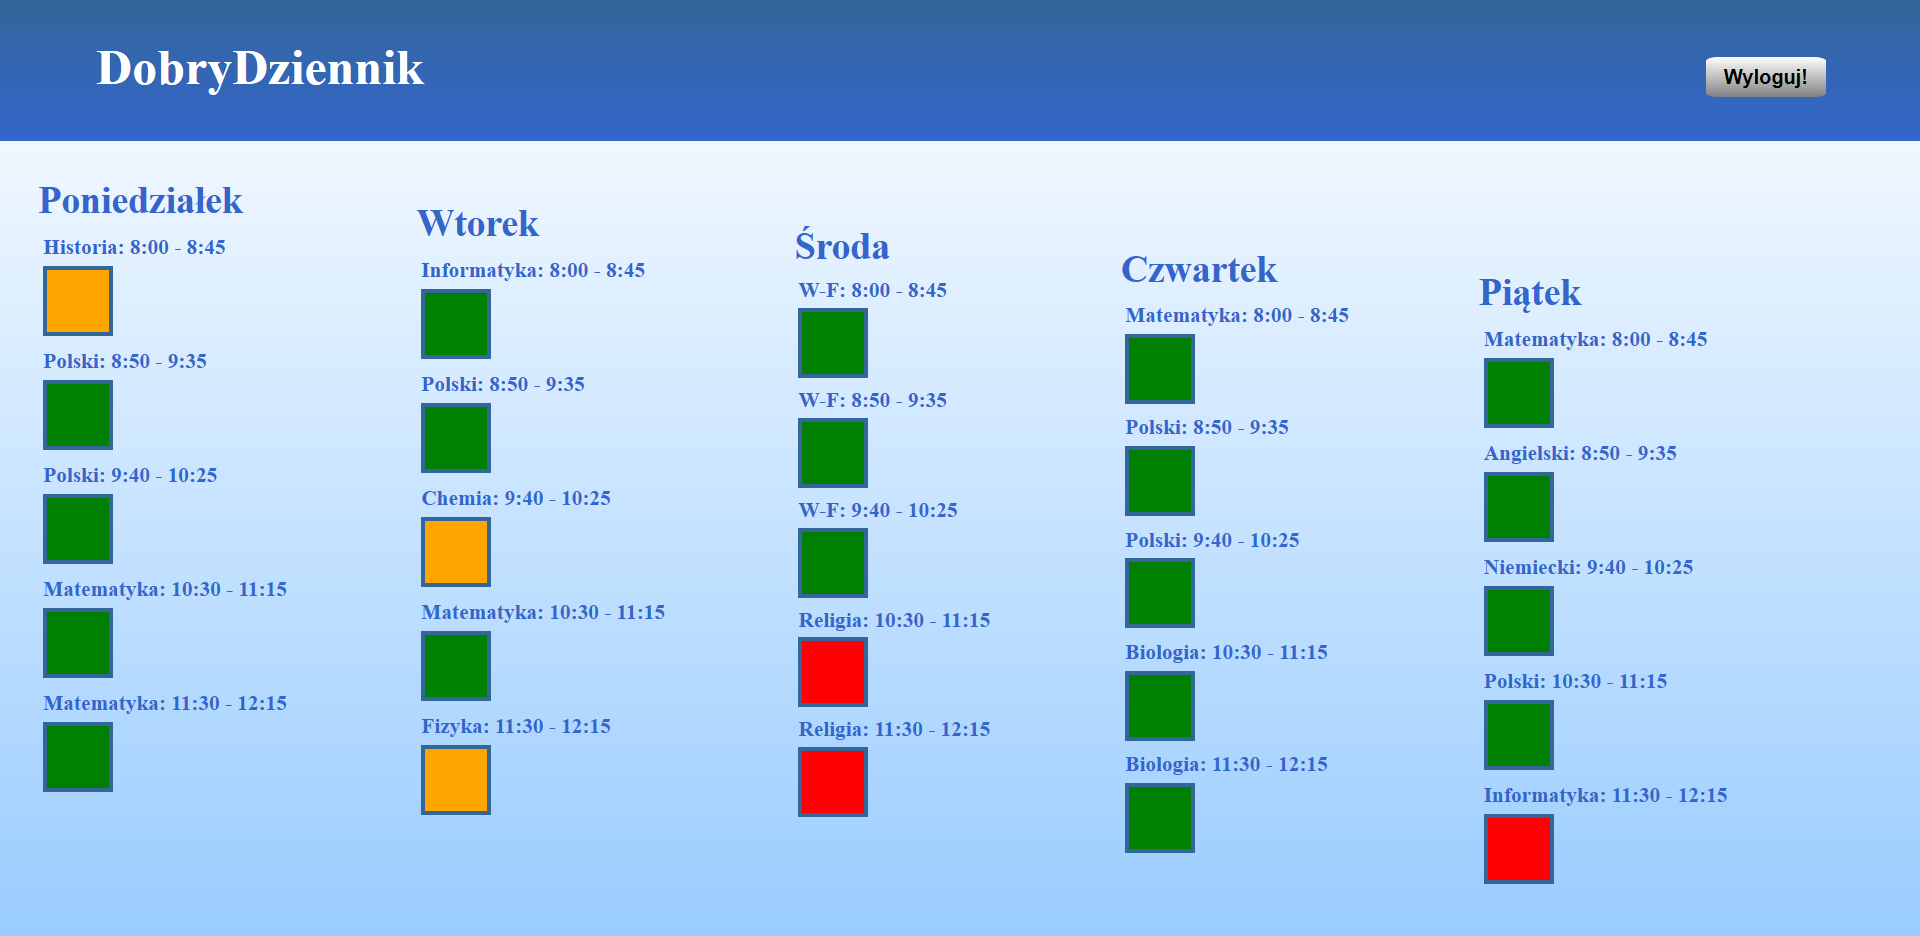 DobryDziennik
Wyloguj!
Poniedziałek
Historia: 8:00 - 8:45
Polski: 8:50 - 9:35
Polski: 9:40 - 10:25
Matematyka: 10:30 - 11:15
Matematyka: 11:30 - 12:15
Wtorek
Informatyka: 8:00 - 8:45
Polski: 8:50 - 9:35
Chemia: 9:40 - 10:25
Matematyka: 10:30 - 11:15
Fizyka: 11:30 - 12:15
Środa
W-F: 8:00 - 8:45
W-F: 8:50 - 9:35
W-F: 9:40 - 10:25
Religia: 10:30 - 11:15
Religia: 11:30 - 12:15
Czwartek
Matematyka: 8:00 - 8:45
Polski: 8:50 - 9:35
Polski: 9:40 - 10:25
Biologia: 10:30 - 11:15
Biologia: 11:30 - 12:15
Piątek
Matematyka: 8:00 - 8:45
Angielski: 8:50 - 9:35
Niemiecki: 9:40 - 10:25
Polski: 10:30 - 11:15
Informatyka: 11:30 - 12:15